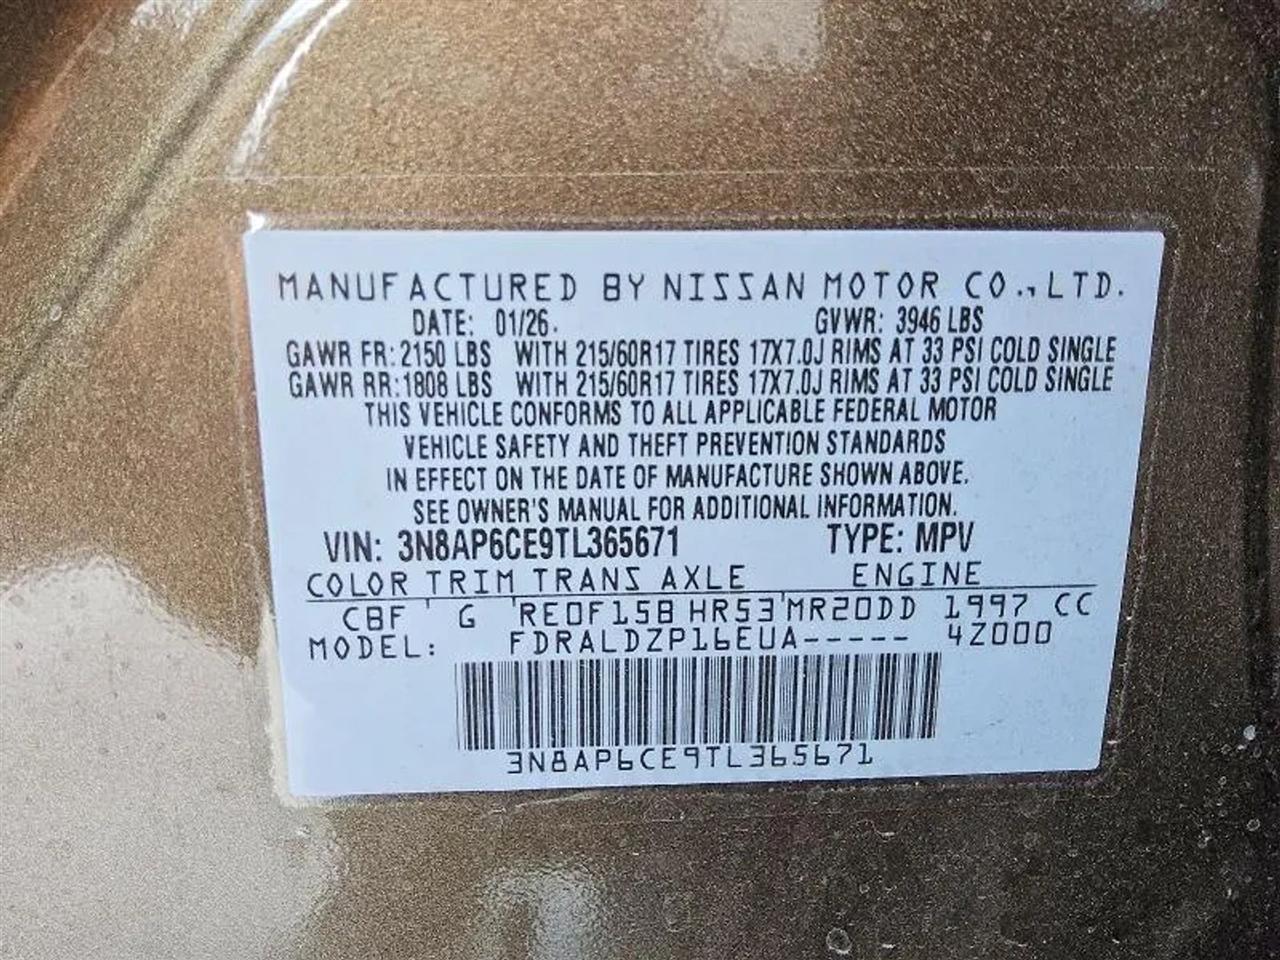 MANUFACTURED BY NISSAN MOTOR CO.,LTD.
DATE: 01/26. GVWR: 3946 LBS
GAWR FR: 2150 LBS WITH 215/60R17 TIRES 17X7.0J RIMS AT 33 PSI COLD SINGLE
GAWR RR: 1808 LBS WITH 215/60R17 TIRES 17X7.0J RIMS AT 33 PSI COLD SINGLE
THIS VEHICLE CONFORMS TO ALL APPLICABLE FEDERAL MOTOR
VEHICLE SAFETY AND THEFT PREVENTION STANDARDS
IN EFFECT ON THE DATE OF MANUFACTURE SHOWN ABOVE.
SEE OWNER'S MANUAL FOR ADDITIONAL INFORMATION.
VIN: 3N8AP6CE9TL365671 TYPE: MPV
COLOR TRIM TRANS AXLE ENGINE
CBF ' G 'RE0F15B HR53'MR20DD 1997 CC
MODEL: FDRALDZP16EUA----- 42000
3N8AP6CE9TL365671